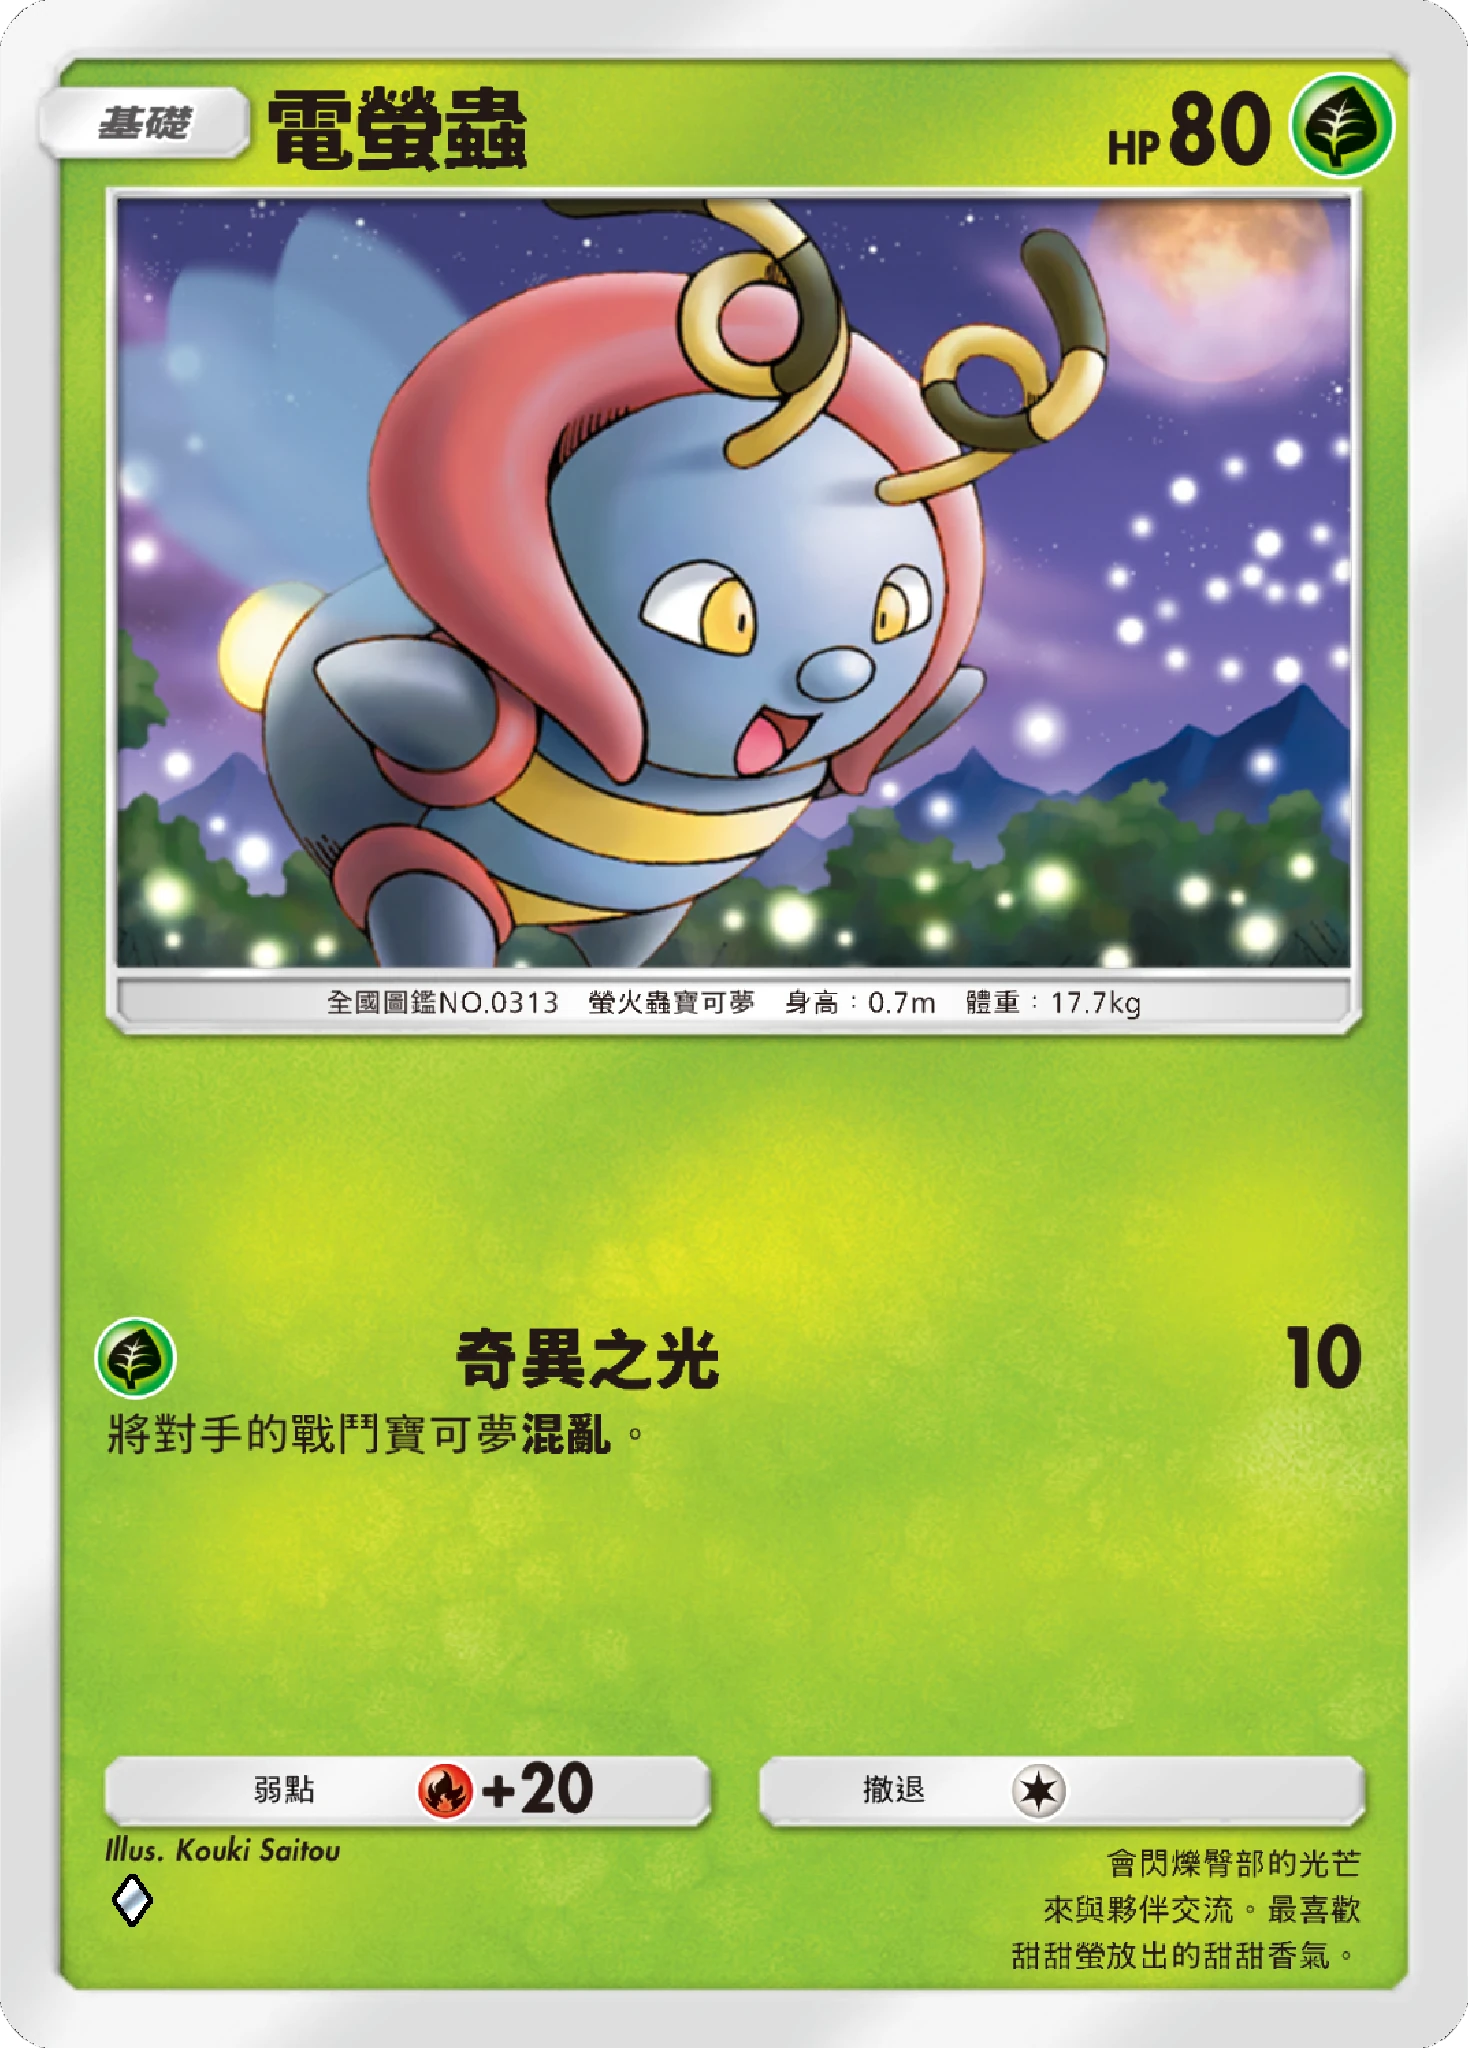 基礎 電螢蟲 HP 80
全國圖鑑NO.0313 螢火蟲寶可夢 身高：0.7m 體重：17.7kg
奇異之光 10
將對手的戰鬥寶可夢混亂。
弱點 +20 撤退
Illus. Kouki Saitou
會閃爍臀部的光芒
來與夥伴交流。最喜歡
甜甜螢放出的甜甜香氣。